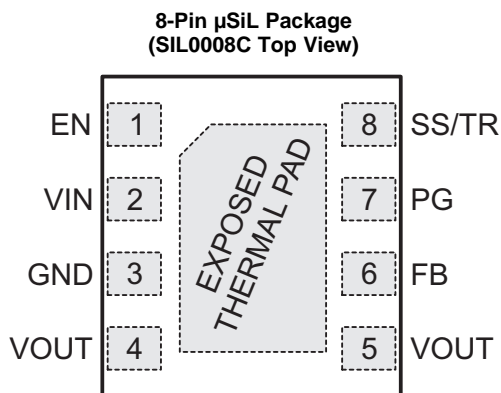 8-Pin µSiL Package
(SIL0008C Top View)
EN 1 8 SS/TR
VIN 2 7 PG
GND 3 6 FB
VOUT 4 5 VOUT
EXPOSED
THERMAL PAD